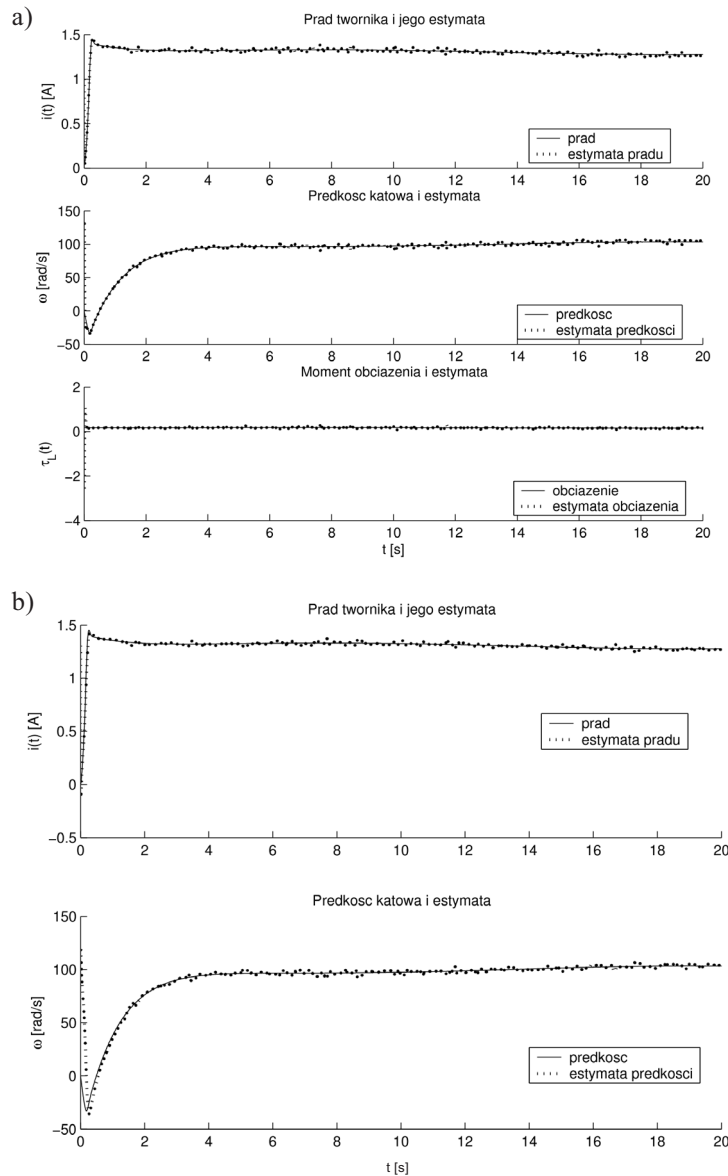 a)
Prad twornika i jego estymata
1.5
1
0.5
0
i(t) [A]
prad
estymata pradu
0 2 4 6 8 10 12 14 16 18 20
Predkosc katowa i estymata
150
100
50
0
−50
ω [rad/s]
predkosc
estymata predkosci
0 2 4 6 8 10 12 14 16 18 20
Moment obciazenia i estymata
2
0
−2
−4
τL(t)
obciazenie
estymata obciazenia
0 2 4 6 8 10 12 14 16 18 20
t [s]
b)
Prad twornika i jego estymata
1.5
1
0.5
0
−0.5
i(t) [A]
prad
estymata pradu
0 2 4 6 8 10 12 14 16 18 20
Predkosc katowa i estymata
150
100
50
0
−50
ω [rad/s]
predkosc
estymata predkosci
0 2 4 6 8 10 12 14 16 18 20
t [s]